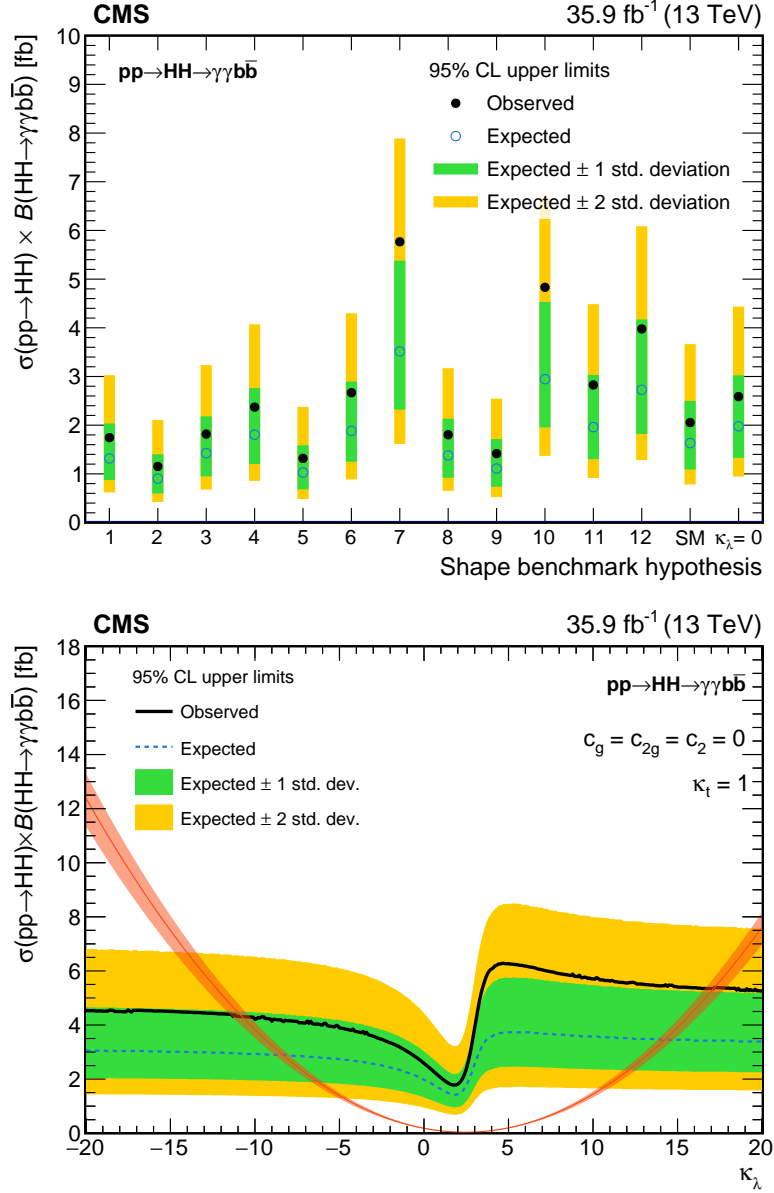 CMS 35.9 fb⁻¹ (13 TeV)
σ(pp→HH) × B(HH→γγbb̅) [fb]
10
9
8
7
6
5
4
3
2
1
0
pp→HH→γγbb̅
95% CL upper limits
Observed
Expected
Expected ± 1 std. deviation
Expected ± 2 std. deviation
1 2 3 4 5 6 7 8 9 10 11 12 SM κλ= 0
Shape benchmark hypothesis
CMS 35.9 fb⁻¹ (13 TeV)
σ(pp→HH)×B(HH→γγbb̅) [fb]
18
16
14
12
10
8
6
4
2
0
95% CL upper limits
Observed
Expected
Expected ± 1 std. dev.
Expected ± 2 std. dev.
pp→HH→γγbb̅
c_g = c_2g = c_2 = 0
κ_t = 1
−20 −15 −10 −5 0 5 10 15 20
κλ